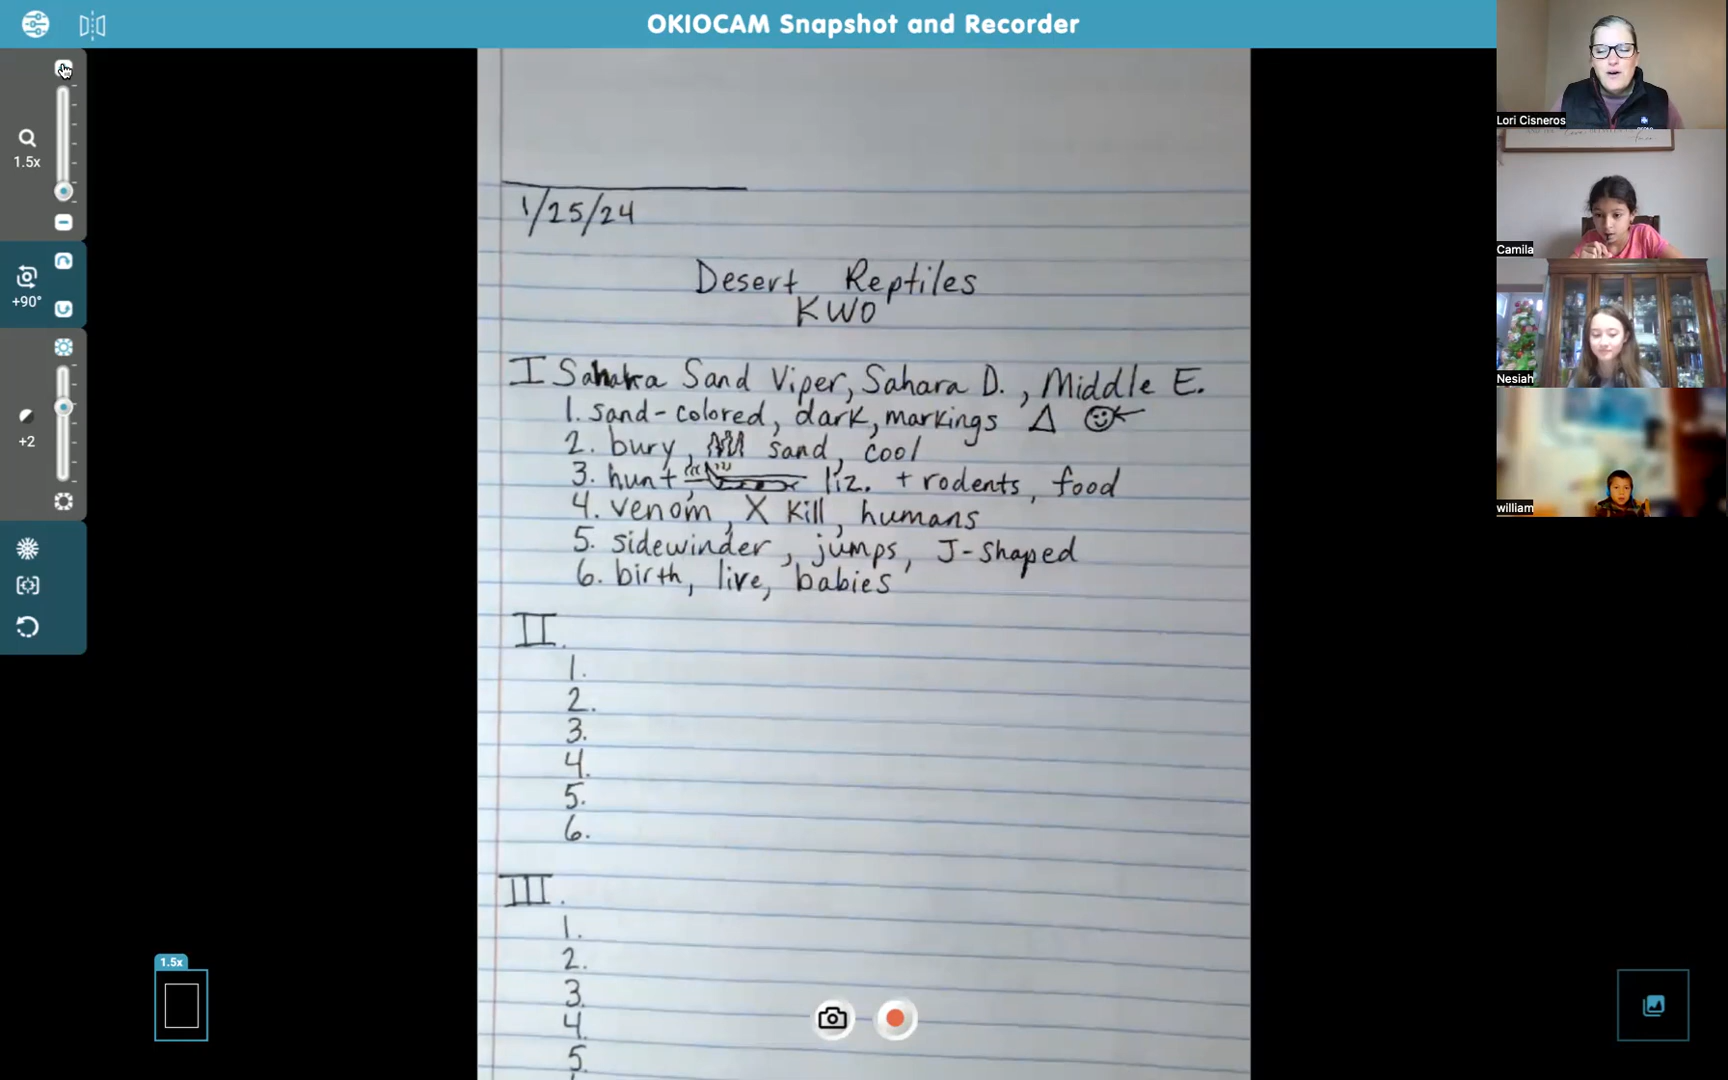 OKIOCAM Snapshot and Recorder
1.5x
+90°
+2
1/25/24
Desert Reptiles
KWO
I Sahara Sand Viper, Sahara D., Middle E.
1. sand-colored, dark, markings
2. bury, sand, cool
3. hunt, liz. + rodents, food
4. venom, X kill, humans
5. sidewinder, jumps, J-shaped
6. birth, live, babies
II.
1.
2.
3.
4.
5.
6.
III.
1.
2.
3.
4.
5.
1.5x
Lori Cisneros
Camila
Nesiah
william